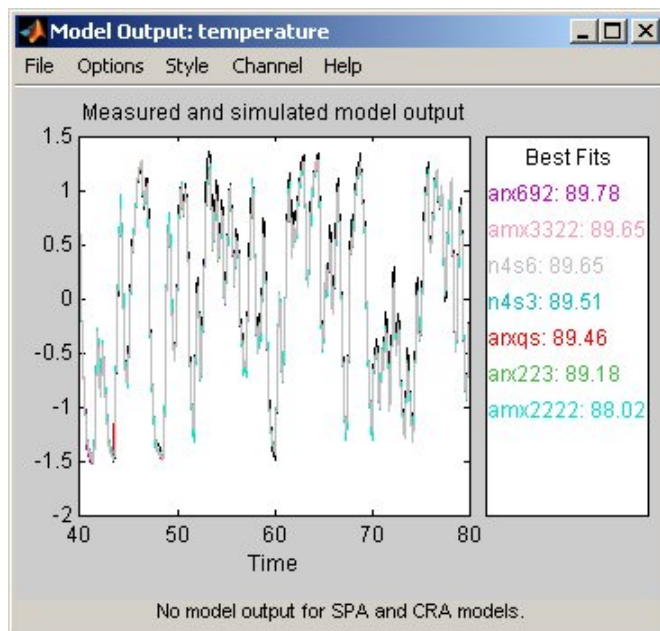 Model Output: temperature
File Options Style Channel Help
Measured and simulated model output
1.5
1
0.5
0
-0.5
-1
-1.5
-2
40 50 60 70 80
Time
Best Fits
arx692: 89.78
amx3322: 89.65
n4s6: 89.65
n4s3: 89.51
arxqs: 89.46
arx223: 89.18
amx2222: 88.02
No model output for SPA and CRA models.